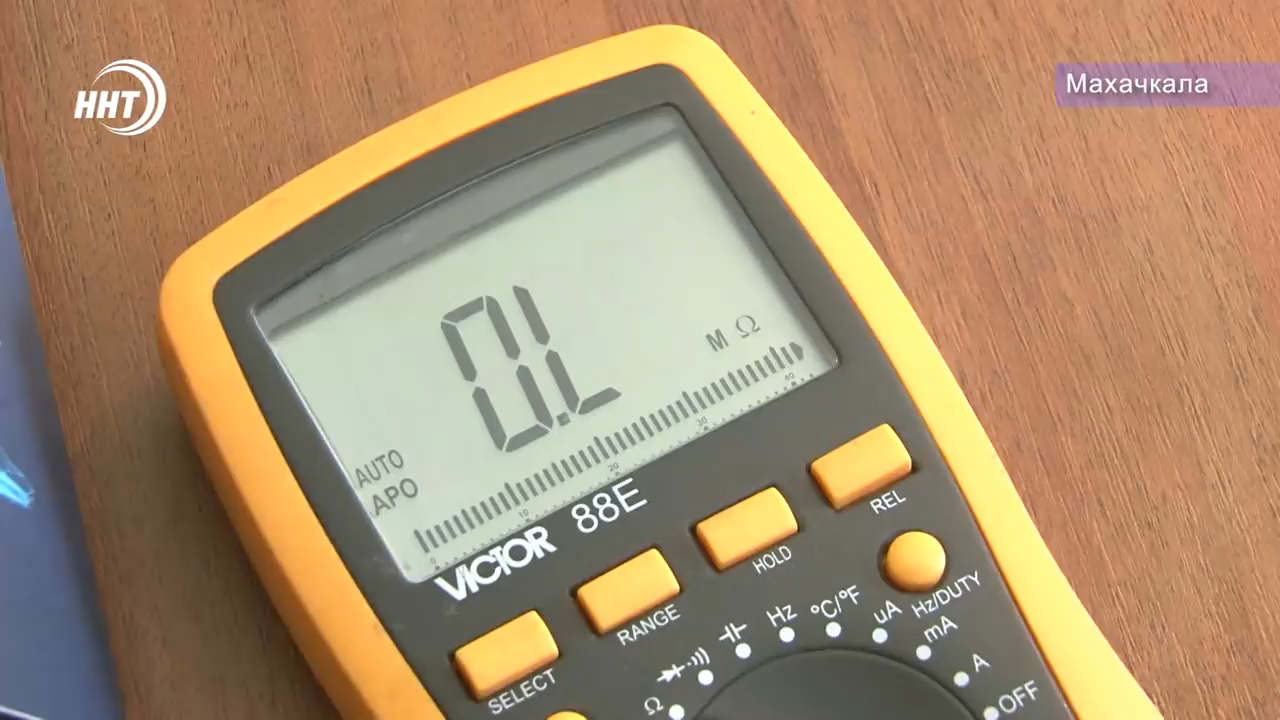 ННТ
Махачкала
0.L
M Ω
AUTO
APO
0 10 20 30 40
VICTOR 88E
SELECT
RANGE
HOLD
REL
Hz/DUTY
Ω
Hz
°C/°F
uA
mA
A
OFF